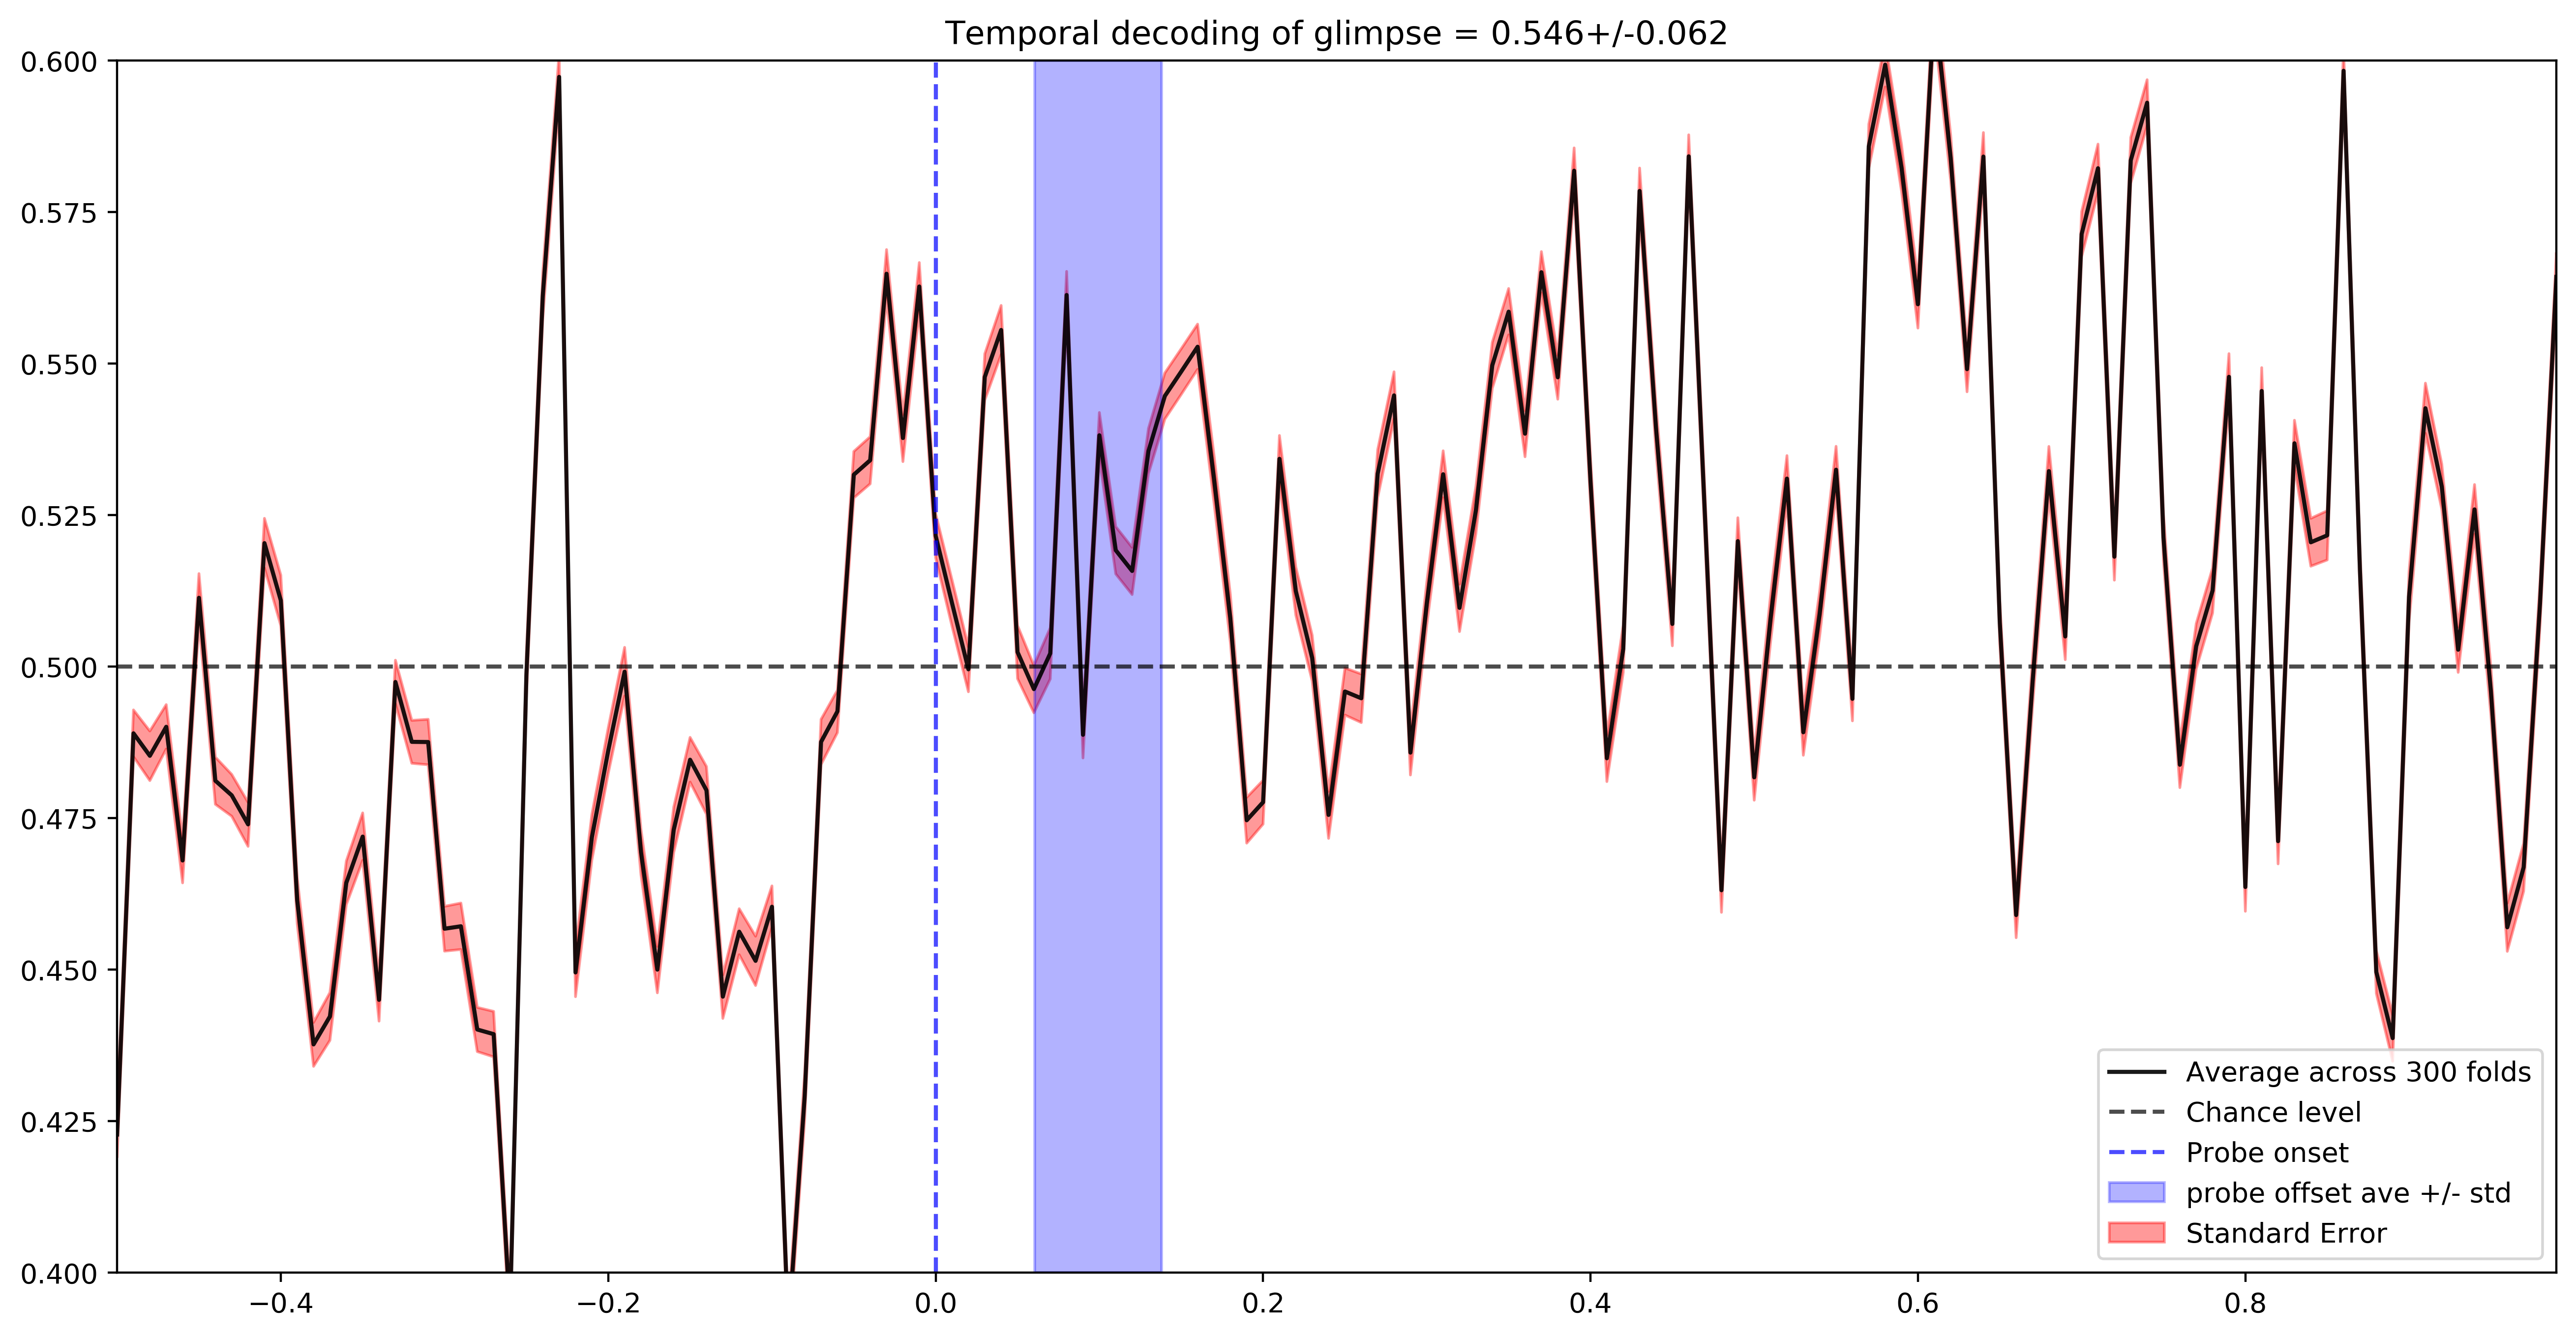 Temporal decoding of glimpse = 0.546+/-0.062
0.600
0.575
0.550
0.525
0.500
0.475
0.450
0.425
0.400
−0.4
−0.2
0.0
0.2
0.4
0.6
0.8
Average across 300 folds
Chance level
Probe onset
probe offset ave +/- std
Standard Error